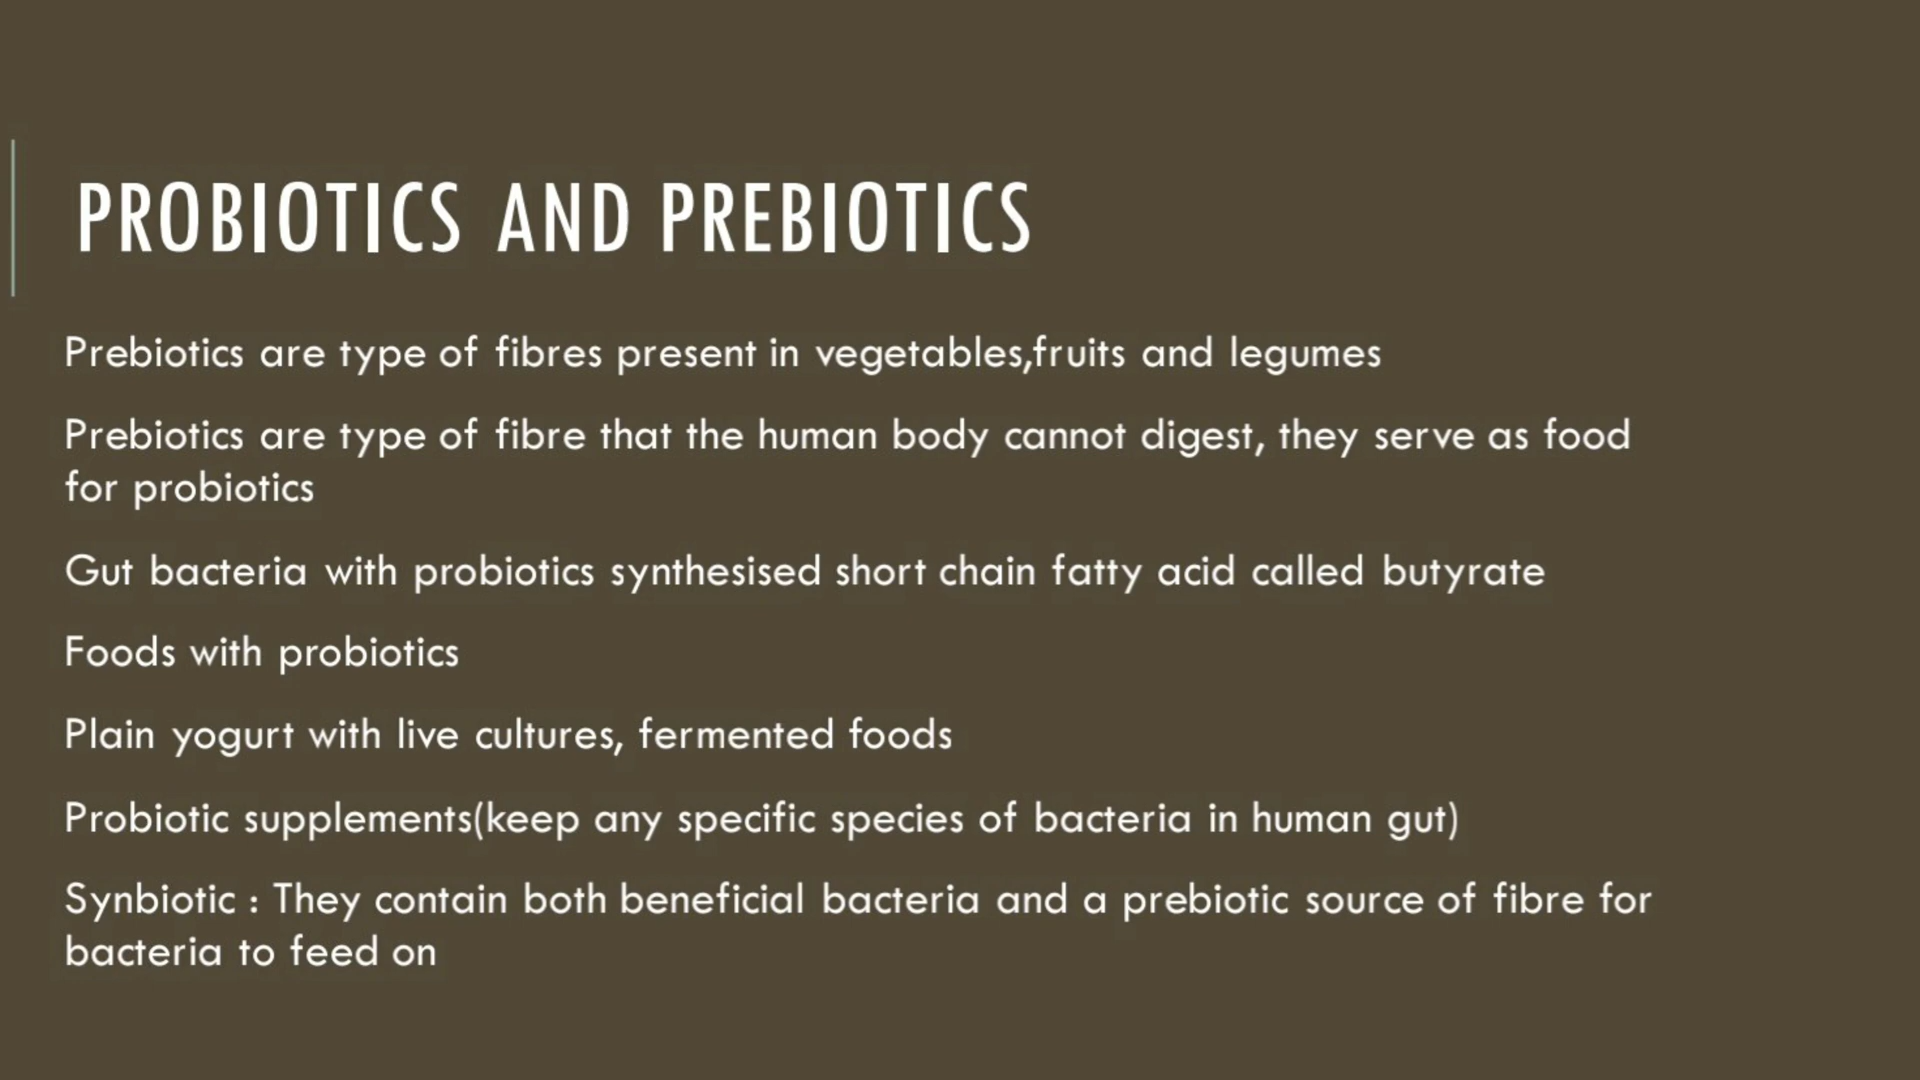 PROBIOTICS AND PREBIOTICS
Prebiotics are type of fibres present in vegetables,fruits and legumes
Prebiotics are type of fibre that the human body cannot digest, they serve as food
for probiotics
Gut bacteria with probiotics synthesised short chain fatty acid called butyrate
Foods with probiotics
Plain yogurt with live cultures, fermented foods
Probiotic supplements(keep any specific species of bacteria in human gut)
Synbiotic : They contain both beneficial bacteria and a prebiotic source of fibre for
bacteria to feed on